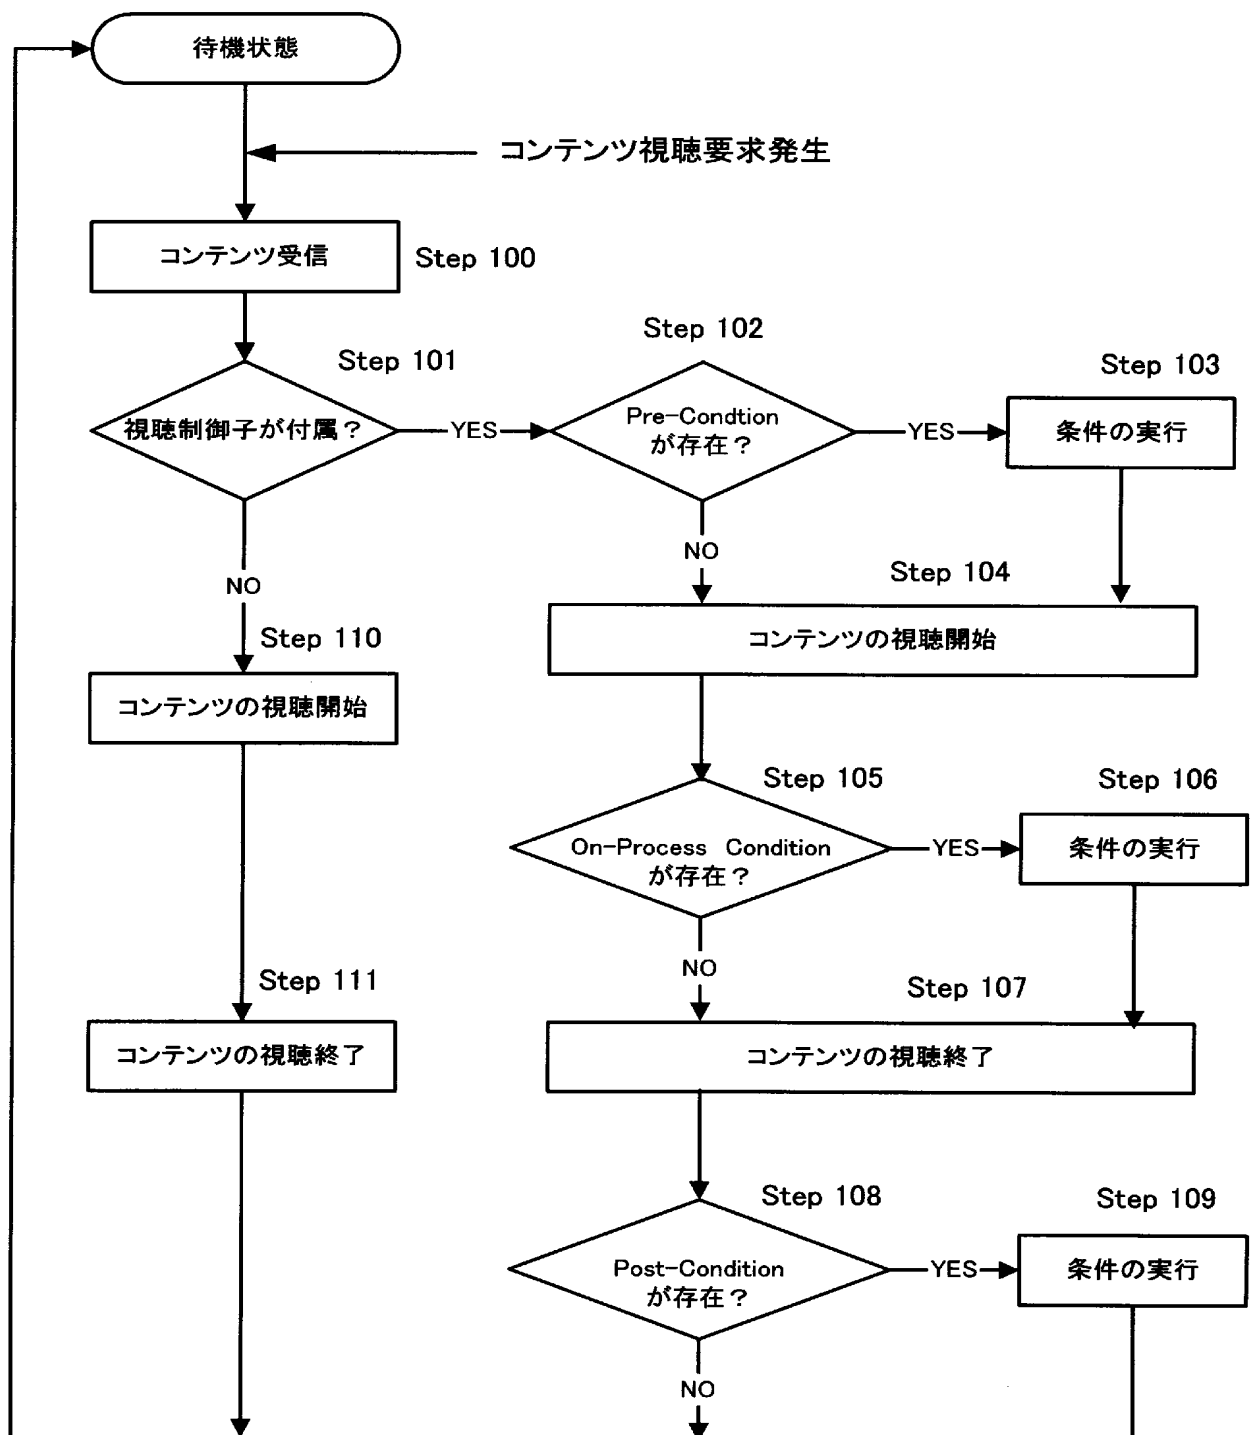 待機状態
コンテンツ視聴要求発生
コンテンツ受信
Step 100
Step 101
視聴制御子が付属？
YES
Step 102
Pre-Condtion
が存在？
YES
Step 103
条件の実行
NO
NO
Step 104
コンテンツの視聴開始
Step 110
コンテンツの視聴開始
Step 105
On-Process Condition
が存在？
YES
Step 106
条件の実行
NO
Step 111
コンテンツの視聴終了
Step 107
コンテンツの視聴終了
Step 108
Post-Condition
が存在？
YES
Step 109
条件の実行
NO